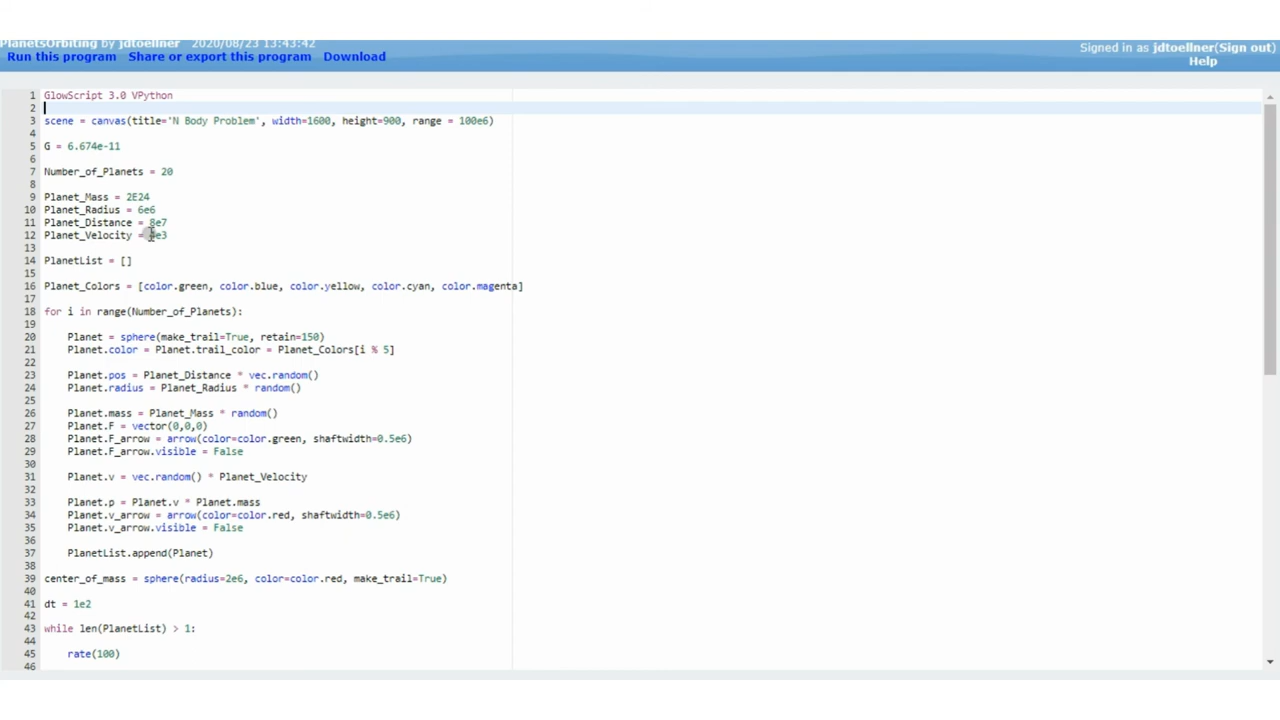 PlanetsOrbiting by jdtoellner 2020/08/23 13:43:42
Signed in as jdtoellner(Sign out)
Run this program Share or export this program Download
Help
1 GlowScript 3.0 VPython
2
3 scene = canvas(title='N Body Problem', width=1600, height=900, range = 100e6)
4
5 G = 6.674e-11
6
7 Number_of_Planets = 20
8
9 Planet_Mass = 2E24
10 Planet_Radius = 6e6
11 Planet_Distance = 8e7
12 Planet_Velocity = e3
13
14 PlanetList = []
15
16 Planet_Colors = [color.green, color.blue, color.yellow, color.cyan, color.magenta]
17
18 for i in range(Number_of_Planets):
19
20 Planet = sphere(make_trail=True, retain=150)
21 Planet.color = Planet.trail_color = Planet_Colors[i % 5]
22
23 Planet.pos = Planet_Distance * vec.random()
24 Planet.radius = Planet_Radius * random()
25
26 Planet.mass = Planet_Mass * random()
27 Planet.F = vector(0,0,0)
28 Planet.F_arrow = arrow(color=color.green, shaftwidth=0.5e6)
29 Planet.F_arrow.visible = False
30
31 Planet.v = vec.random() * Planet_Velocity
32
33 Planet.p = Planet.v * Planet.mass
34 Planet.v_arrow = arrow(color=color.red, shaftwidth=0.5e6)
35 Planet.v_arrow.visible = False
36
37 PlanetList.append(Planet)
38
39 center_of_mass = sphere(radius=2e6, color=color.red, make_trail=True)
40
41 dt = 1e2
42
43 while len(PlanetList) > 1:
44
45 rate(100)
46